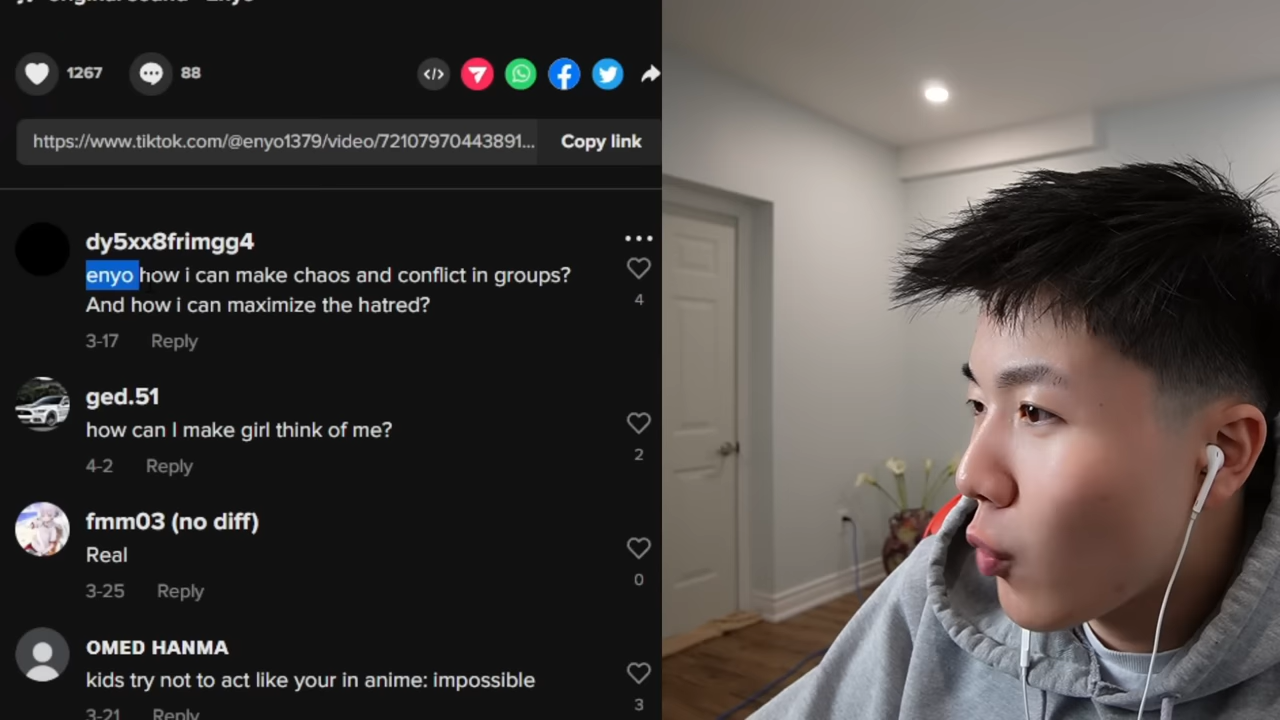 1267
88
</>
https://www.tiktok.com/@enyo1379/video/72107970443891...
Copy link
dy5xx8frimgg4
enyo how i can make chaos and conflict in groups?
And how i can maximize the hatred?
4
3-17 Reply
ged.51
how can I make girl think of me?
2
4-2 Reply
fmm03 (no diff)
Real
0
3-25 Reply
OMED HANMA
kids try not to act like your in anime: impossible
3
3-21 Reply